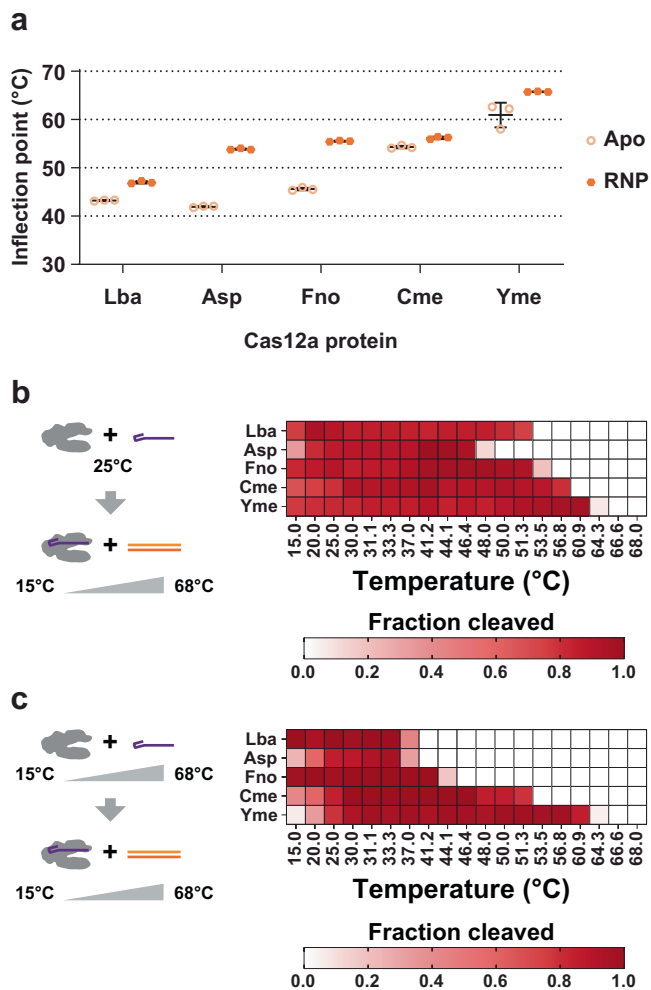 a
Inflection point (°C)
70
60
50
40
30
Lba Asp Fno Cme Yme
Cas12a protein
Apo
RNP
b
+
25°C
+
15°C 68°C
Lba
Asp
Fno
Cme
Yme
15.0 20.0 25.0 30.0 31.1 33.3 37.0 41.2 44.1 46.4 48.0 51.3 53.5 56.8 60.9 64.3 66.6 68.0
Temperature (°C)
Fraction cleaved
0.0 0.2 0.4 0.6 0.8 1.0
c
+
15°C 68°C
+
15°C 68°C
Lba
Asp
Fno
Cme
Yme
15.0 20.0 25.0 30.0 31.1 33.3 37.0 41.2 44.1 46.4 48.0 51.3 53.5 56.8 60.9 64.3 66.6 68.0
Temperature (°C)
Fraction cleaved
0.0 0.2 0.4 0.6 0.8 1.0